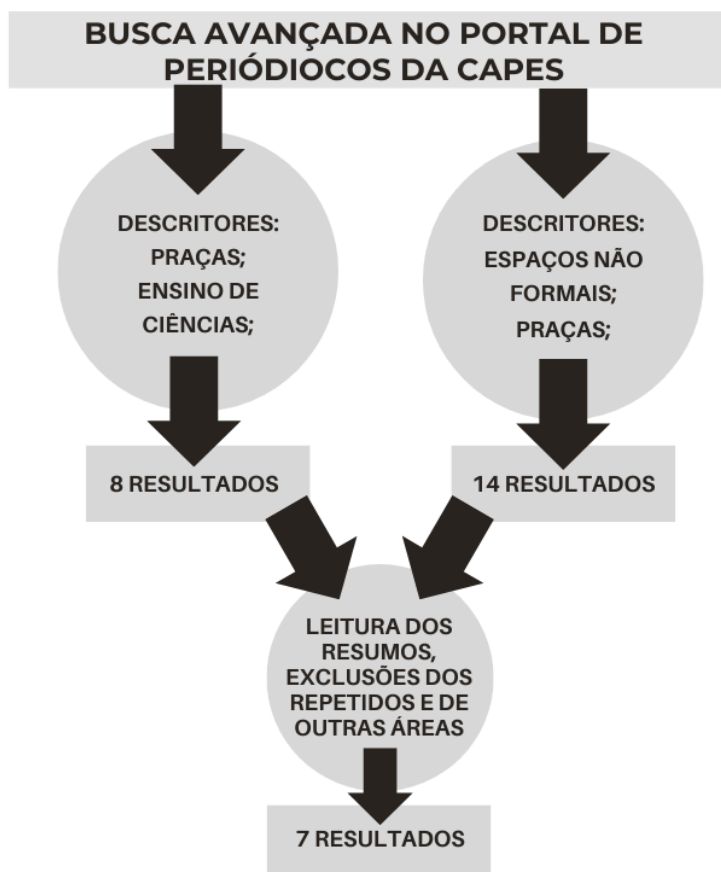 BUSCA AVANÇADA NO PORTAL DE
PERIÓDIOCOS DA CAPES
DESCRITORES:
PRAÇAS;
ENSINO DE
CIÊNCIAS;
DESCRITORES:
ESPAÇOS NÃO
FORMAIS;
PRAÇAS;
8 RESULTADOS
14 RESULTADOS
LEITURA DOS
RESUMOS,
EXCLUSÕES DOS
REPETIDOS E DE
OUTRAS ÁREAS
7 RESULTADOS